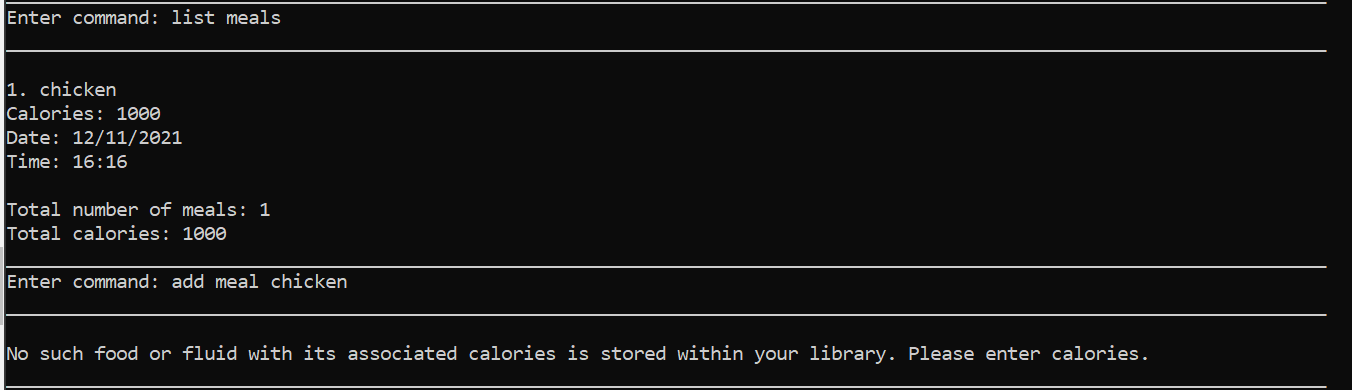 Enter command: list meals
1. chicken
Calories: 1000
Date: 12/11/2021
Time: 16:16
Total number of meals: 1
Total calories: 1000
Enter command: add meal chicken
No such food or fluid with its associated calories is stored within your library. Please enter calories.